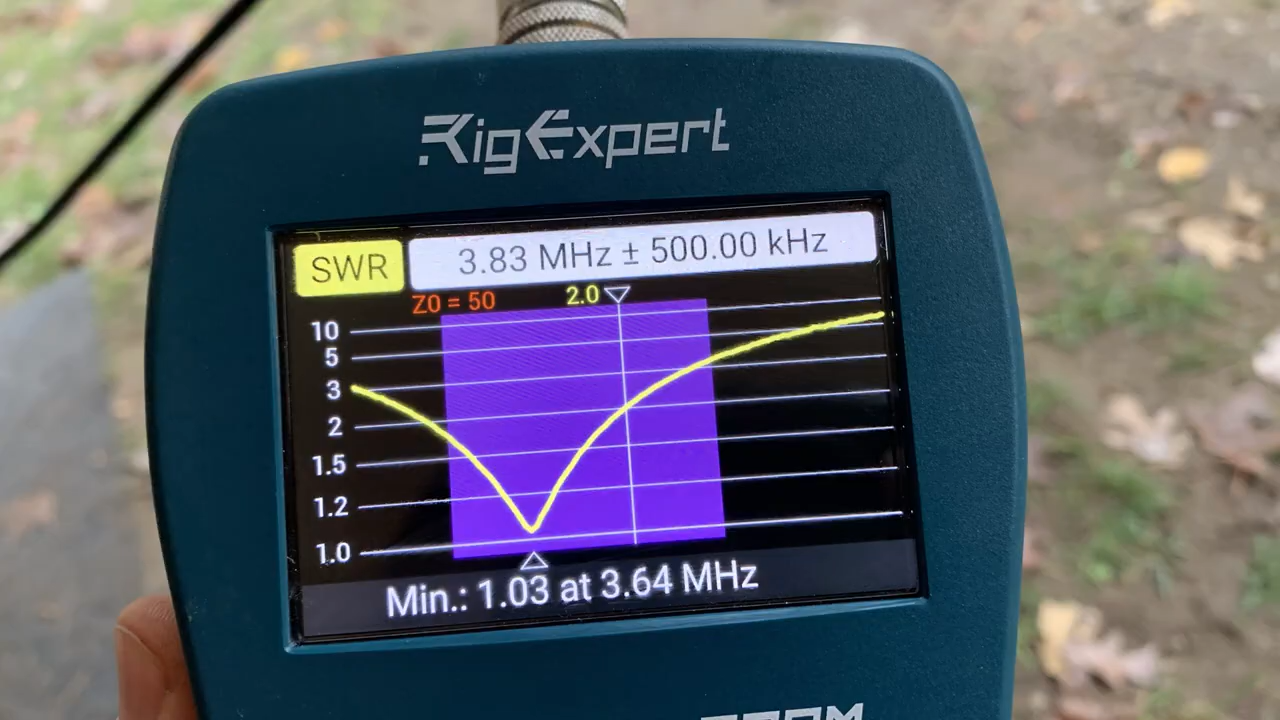 RigExpert
SWR 3.83 MHz ± 500.00 kHz
Z0 = 50 2.0
10
5
3
2
1.5
1.2
1.0
Min.: 1.03 at 3.64 MHz